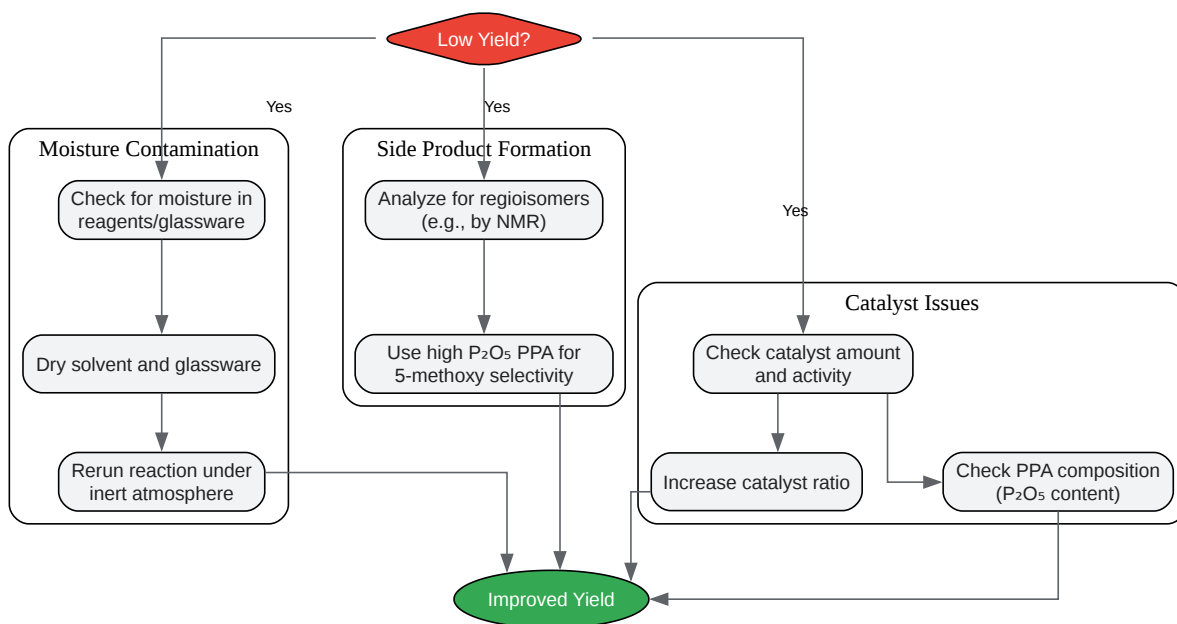 Low Yield?
Yes
Yes
Yes
Moisture Contamination
Check for moisture in
reagents/glassware
Dry solvent and glassware
Rerun reaction under
inert atmosphere
Side Product Formation
Analyze for regioisomers
(e.g., by NMR)
Use high P₂O₅ PPA for
5-methoxy selectivity
Catalyst Issues
Check catalyst amount
and activity
Increase catalyst ratio
Check PPA composition
(P₂O₅ content)
Improved Yield